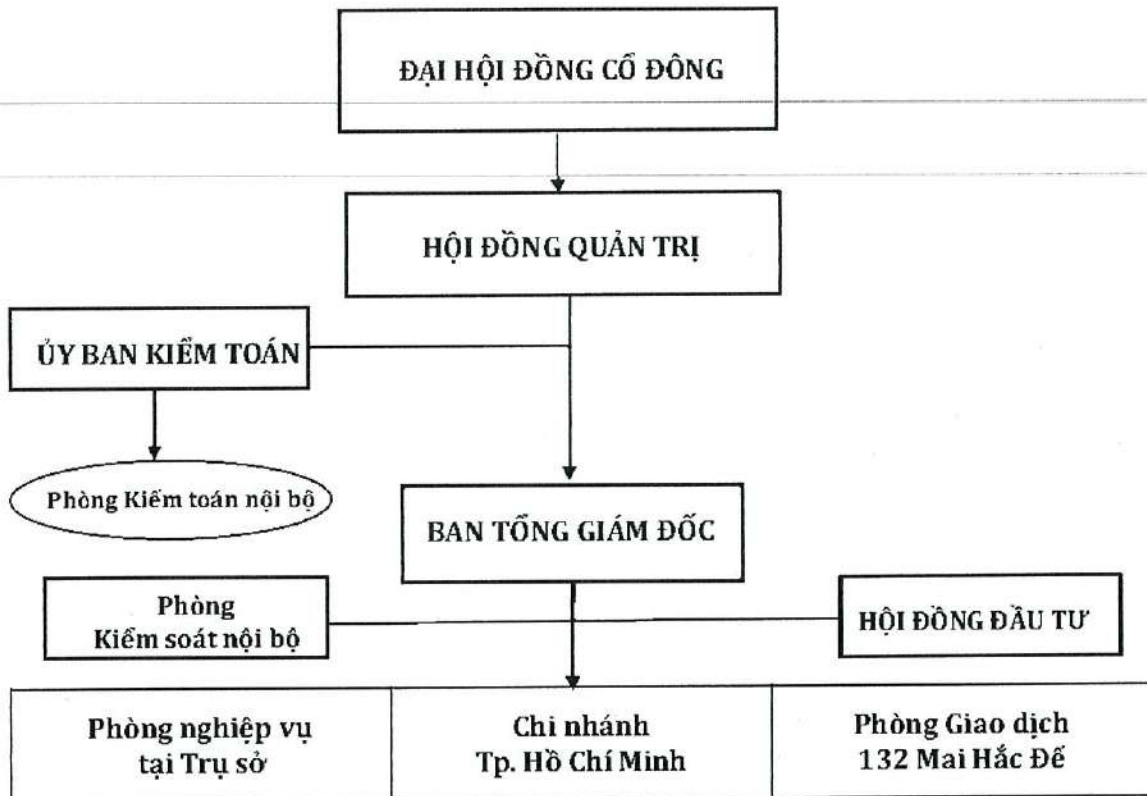 ĐẠI HỘI ĐỒNG CỔ ĐÔNG
HỘI ĐỒNG QUẢN TRỊ
ỦY BAN KIỂM TOÁN
Phòng Kiểm toán nội bộ
BAN TỔNG GIÁM ĐỐC
Phòng
Kiểm soát nội bộ
HỘI ĐỒNG ĐẦU TƯ
Phòng nghiệp vụ
tại Trụ sở
Chi nhánh
Tp. Hồ Chí Minh
Phòng Giao dịch
132 Mai Hắc Đế